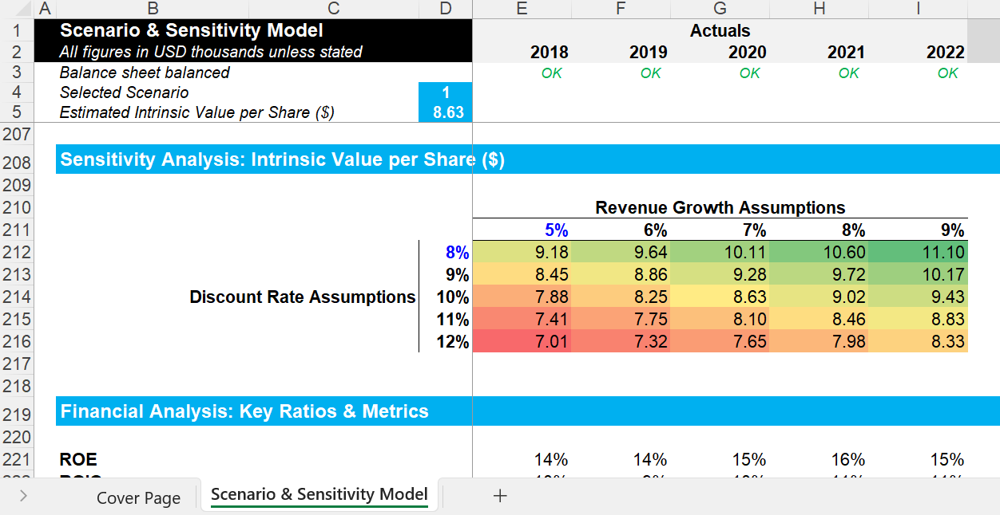 A B C D E F G H I
1 Scenario & Sensitivity Model Actuals
2 All figures in USD thousands unless stated 2018 2019 2020 2021 2022
3 Balance sheet balanced OK OK OK OK OK
4 Selected Scenario 1
5 Estimated Intrinsic Value per Share ($) 8.63
207
208 Sensitivity Analysis: Intrinsic Value per Share ($)
209
210 Revenue Growth Assumptions
211 5% 6% 7% 8% 9%
212 8% 9.18 9.64 10.11 10.60 11.10
213 9% 8.45 8.86 9.28 9.72 10.17
214 Discount Rate Assumptions 10% 7.88 8.25 8.63 9.02 9.43
215 11% 7.41 7.75 8.10 8.46 8.83
216 12% 7.01 7.32 7.65 7.98 8.33
217
218
219 Financial Analysis: Key Ratios & Metrics
220
221 ROE 14% 14% 15% 16% 15%
Cover Page Scenario & Sensitivity Model +